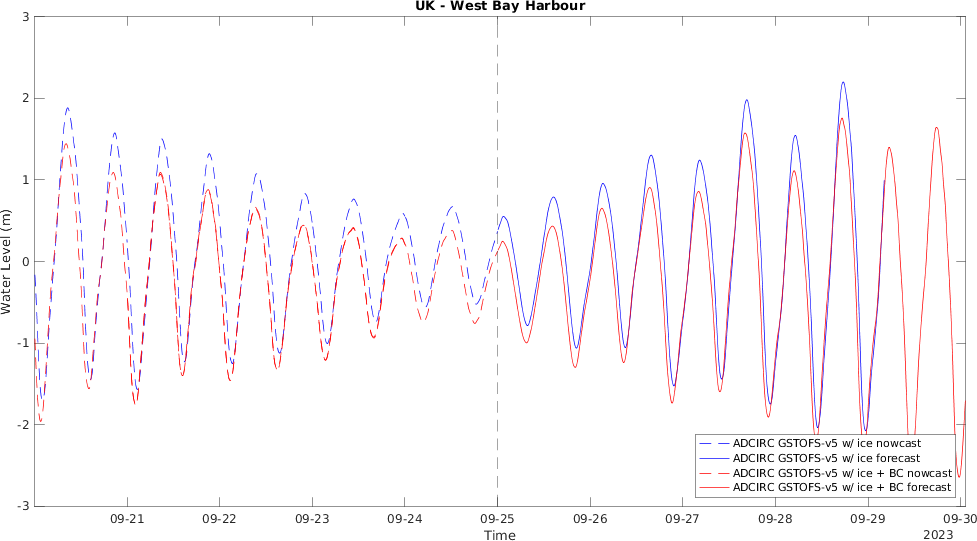 UK - West Bay Harbour
3
2
1
0
-1
-2
-3
Water Level (m)
09-21 09-22 09-23 09-24 09-25 09-26 09-27 09-28 09-29 09-30
Time
2023
ADCIRC GSTOFS-v5 w/ ice nowcast
ADCIRC GSTOFS-v5 w/ ice forecast
ADCIRC GSTOFS-v5 w/ ice + BC nowcast
ADCIRC GSTOFS-v5 w/ ice + BC forecast